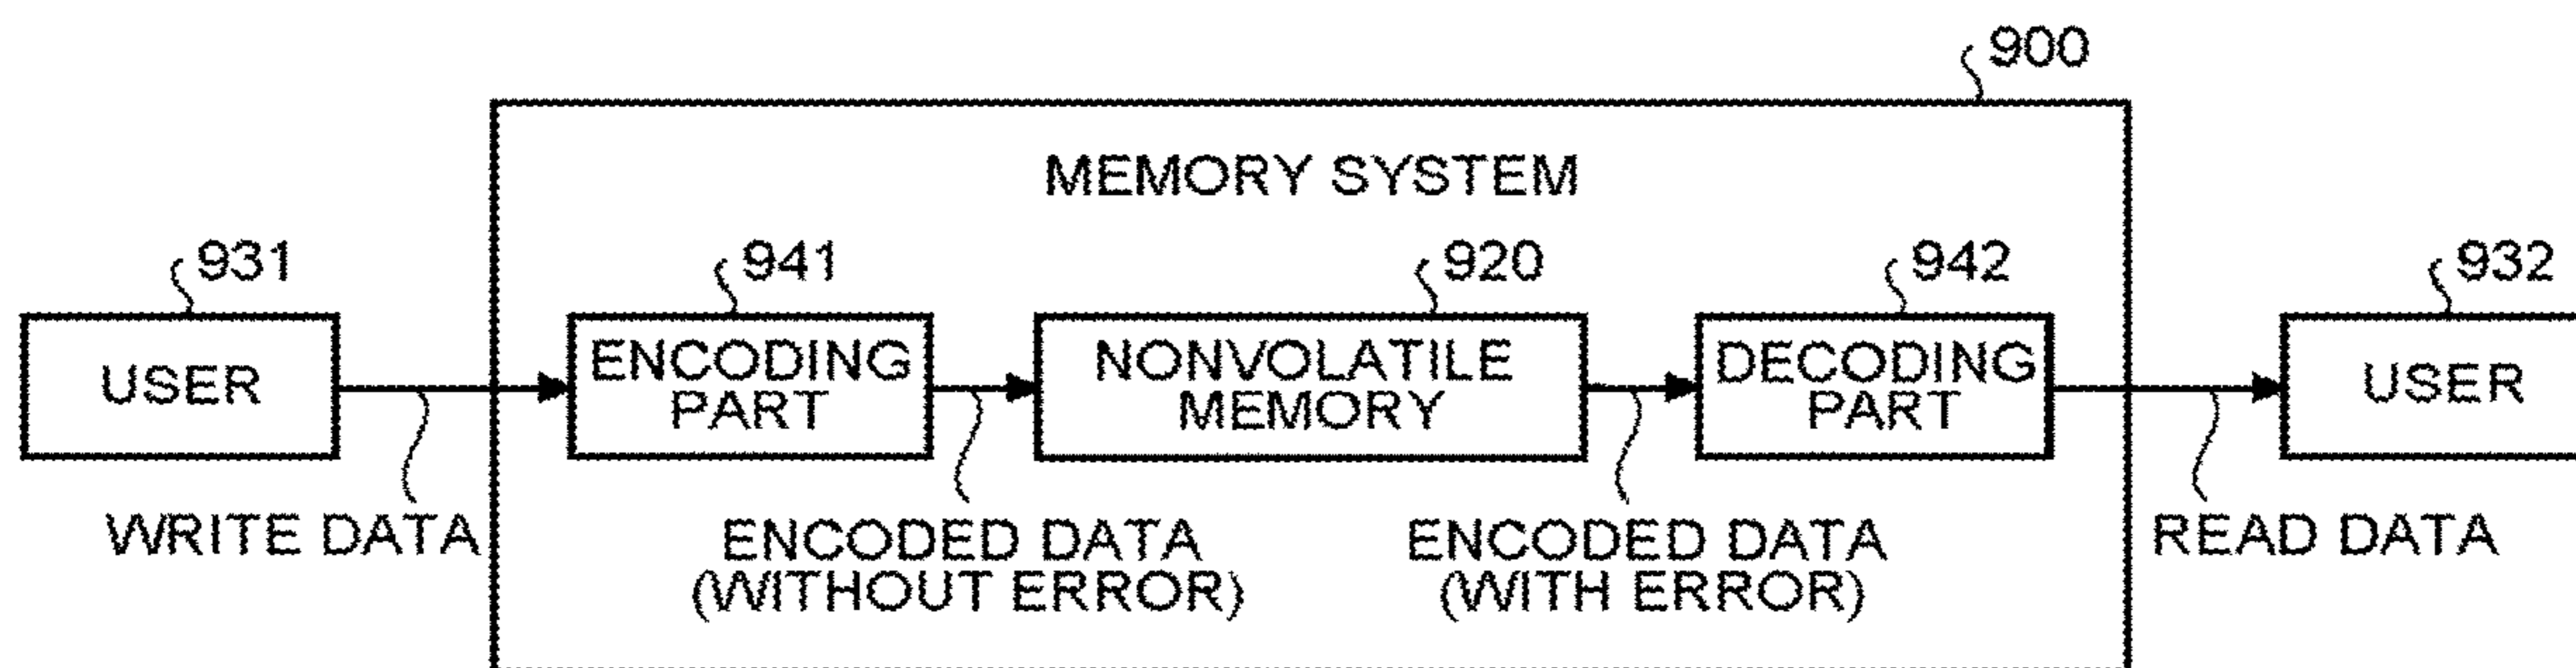 900
MEMORY SYSTEM
931
941
920
942
932
USER
ENCODING
PART
NONVOLATILE
MEMORY
DECODING
PART
USER
WRITE DATA
ENCODED DATA
(WITHOUT ERROR)
ENCODED DATA
(WITH ERROR)
READ DATA